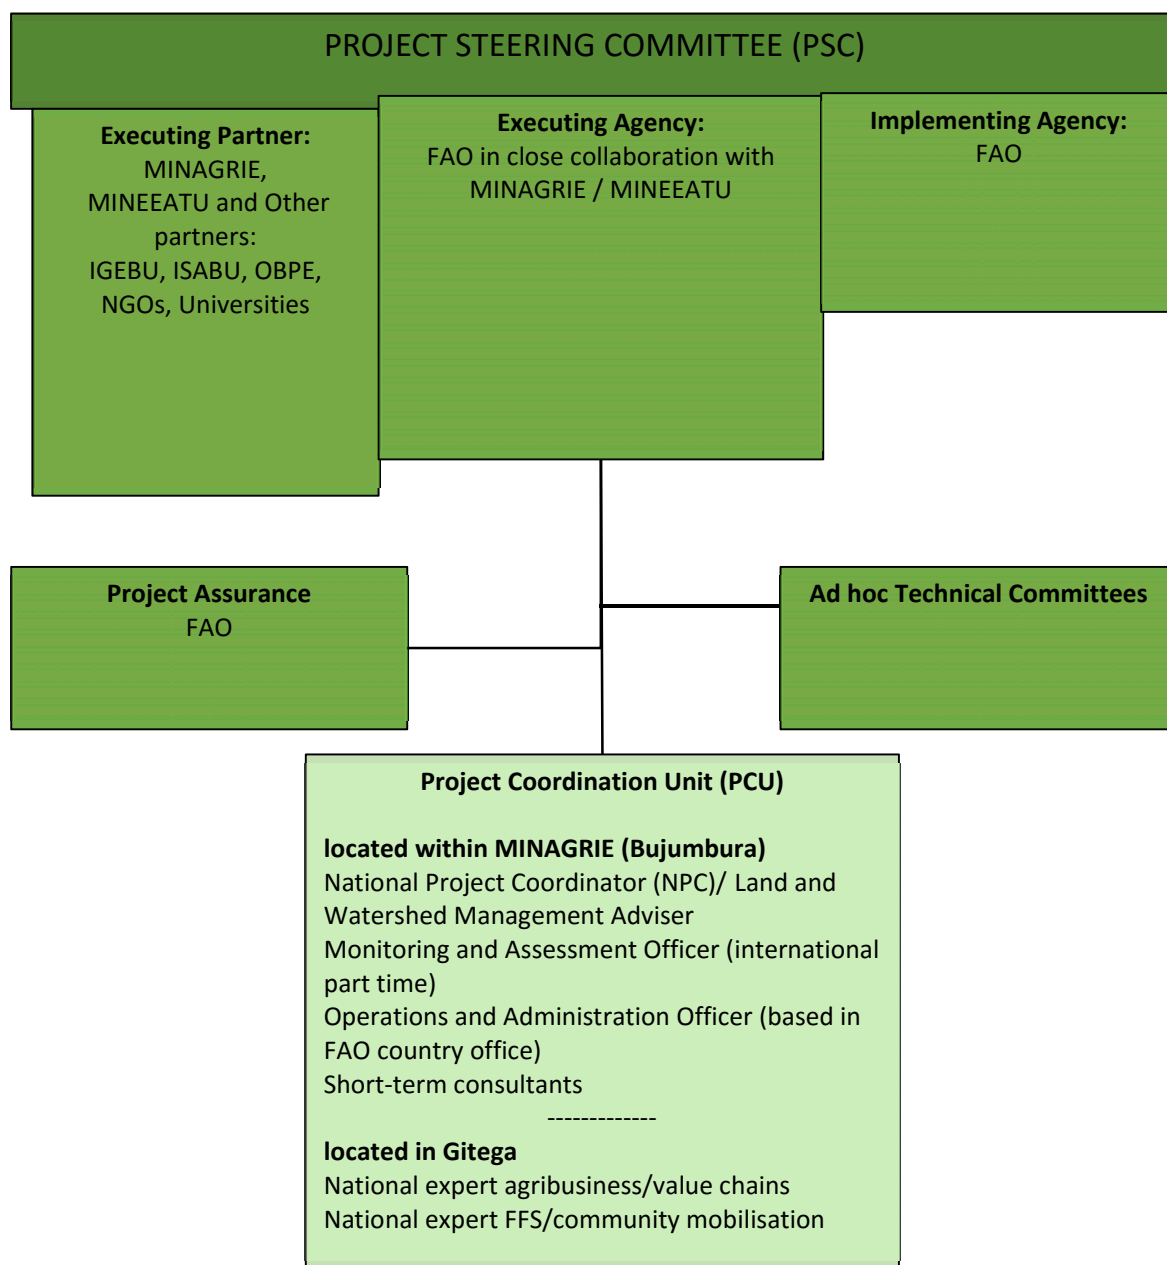 PROJECT STEERING COMMITTEE (PSC)
Executing Partner:
MINAGRIE,
MINEEATU and Other
partners:
IGEBU, ISABU, OBPE,
NGOs, Universities
Executing Agency:
FAO in close collaboration with
MINAGRIE / MINEEATU
Implementing Agency:
FAO
Project Assurance
FAO
Ad hoc Technical Committees
Project Coordination Unit (PCU)
located within MINAGRIE (Bujumbura)
National Project Coordinator (NPC)/ Land and
Watershed Management Adviser
Monitoring and Assessment Officer (international
part time)
Operations and Administration Officer (based in
FAO country office)
Short-term consultants
-------------
located in Gitega
National expert agribusiness/value chains
National expert FFS/community mobilisation